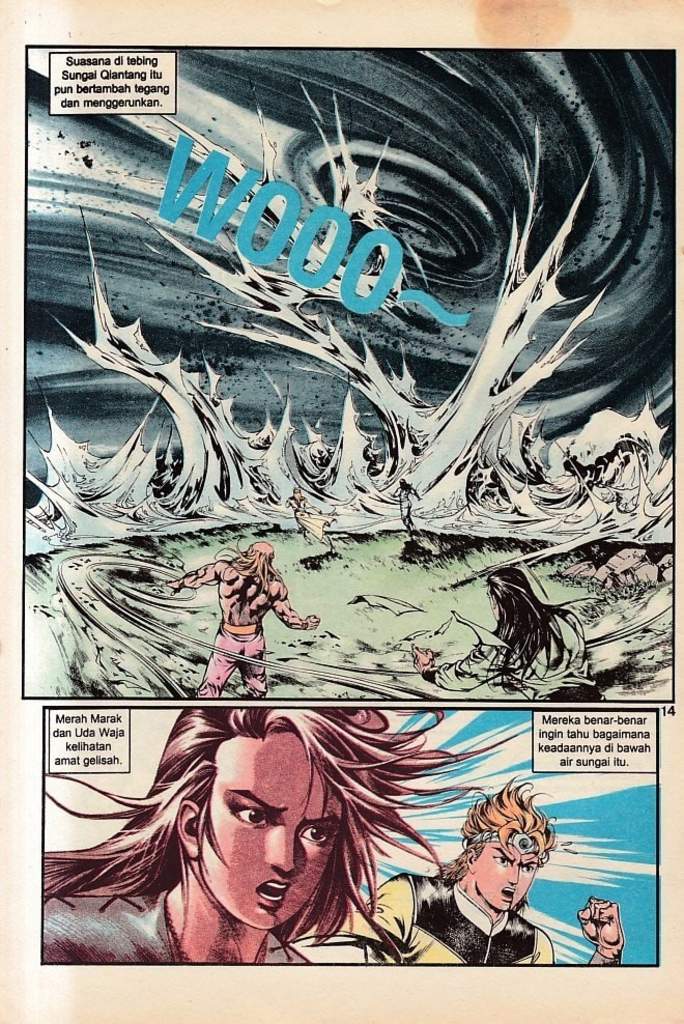 Suasana di tebing
Sungai Qiantang itu
pun bertambah tegang
dan menggerunkan.
WOOO~
14
Merah Marak
dan Uda Waja
kelihatan
amat gelisah.
Mereka benar-benar
ingin tahu bagaimana
keadaannya di bawah
air sungai itu.